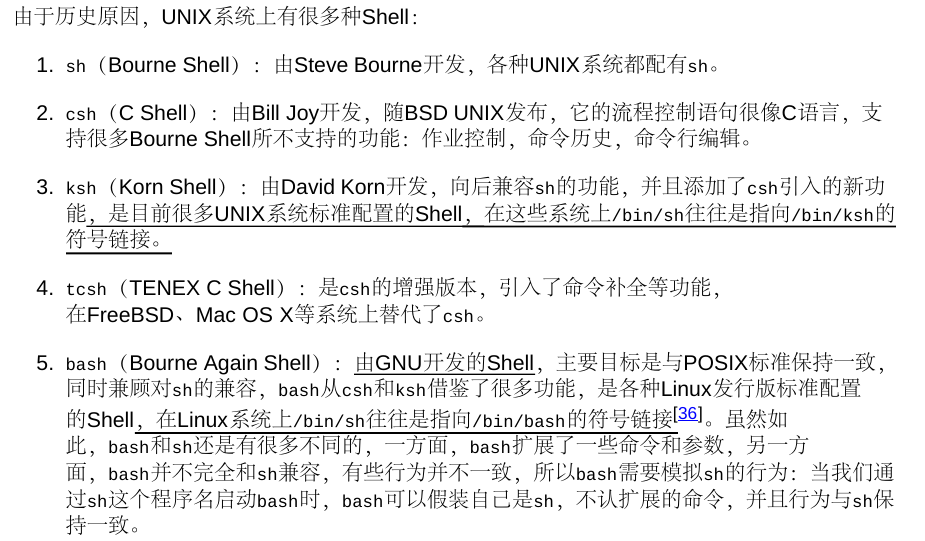 由于历史原因，UNIX系统上有很多种Shell：
1. sh（Bourne Shell）：由Steve Bourne开发，各种UNIX系统都配有sh。
2. csh（C Shell）：由Bill Joy开发，随BSD UNIX发布，它的流程控制语句很像C语言，支
持很多Bourne Shell所不支持的功能：作业控制，命令历史，命令行编辑。
3. ksh（Korn Shell）：由David Korn开发，向后兼容sh的功能，并且添加了csh引入的新功
能，是目前很多UNIX系统标准配置的Shell，在这些系统上/bin/sh往往是指向/bin/ksh的
符号链接。
4. tcsh（TENEX C Shell）：是csh的增强版本，引入了命令补全等功能，
在FreeBSD、Mac OS X等系统上替代了csh。
5. bash（Bourne Again Shell）：由GNU开发的Shell，主要目标是与POSIX标准保持一致，
同时兼顾对sh的兼容，bash从csh和ksh借鉴了很多功能，是各种Linux发行版标准配置
的Shell，在Linux系统上/bin/sh往往是指向/bin/bash的符号链接[36]。虽然如
此，bash和sh还是有很多不同的，一方面，bash扩展了一些命令和参数，另一方
面，bash并不完全和sh兼容，有些行为并不一致，所以bash需要模拟sh的行为：当我们通
过sh这个程序名启动bash时，bash可以假装自己是sh，不认扩展的命令，并且行为与sh保
持一致。